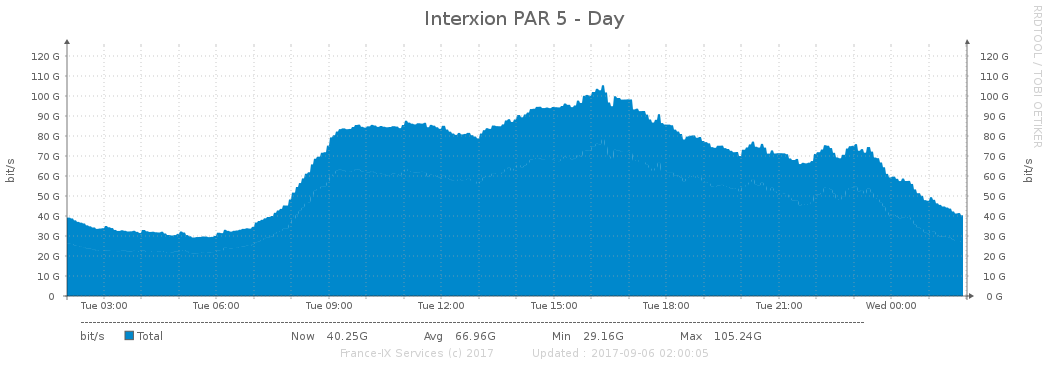 Interxion PAR 5 - Day
RRDTOOL / TOBI OETIKER
120 G 120 G
110 G 110 G
100 G 100 G
90 G 90 G
80 G 80 G
70 G 70 G
60 G 60 G
50 G 50 G
40 G 40 G
30 G 30 G
20 G 20 G
10 G 10 G
0 0 G
bit/s
bit/s
Tue 03:00 Tue 06:00 Tue 09:00 Tue 12:00 Tue 15:00 Tue 18:00 Tue 21:00 Wed 00:00
bit/s Total Now 40.25G Avg 66.96G Min 29.16G Max 105.24G
France-IX Services (c) 2017 Updated : 2017-09-06 02:00:05